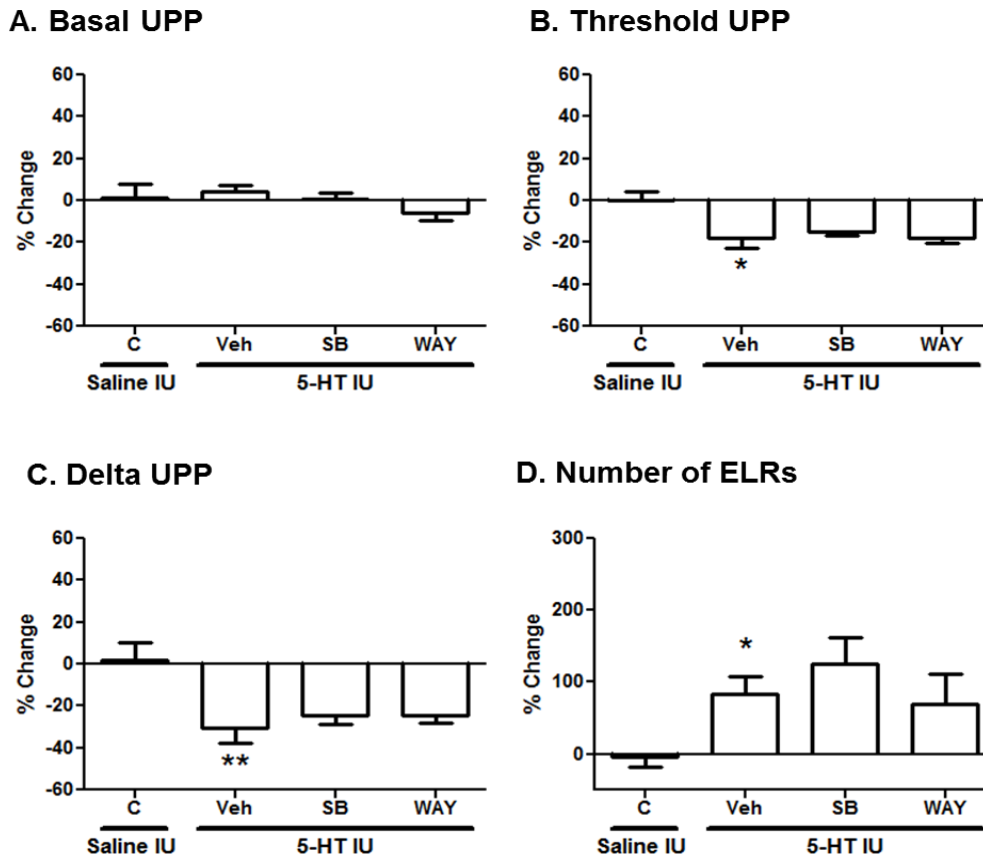 A. Basal UPP
60
40
20
0
-20
-40
-60
% Change
C
Veh
SB
WAY
Saline IU
5-HT IU
B. Threshold UPP
60
40
20
0
-20
-40
-60
% Change
*
C
Veh
SB
WAY
Saline IU
5-HT IU
C. Delta UPP
60
40
20
0
-20
-40
-60
% Change
**
C
Veh
SB
WAY
Saline IU
5-HT IU
D. Number of ELRs
300
200
100
0
% Change
*
C
Veh
SB
WAY
Saline IU
5-HT IU